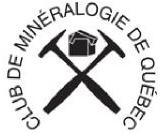 CLUB DE MINÉRALOGIE DE QUÉBEC